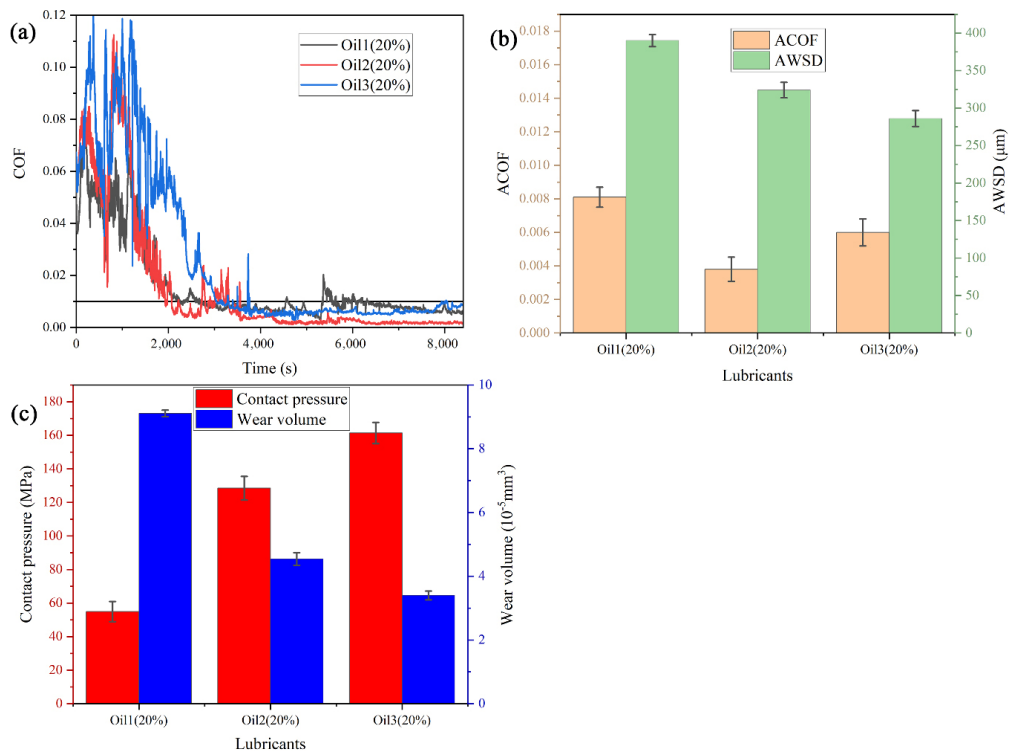 (a)
COF
0.12
0.10
0.08
0.06
0.04
0.02
0.00
Oil1(20%)
Oil2(20%)
Oil3(20%)
0
2,000
4,000
6,000
8,000
Time (s)
(b)
ACOF
0.018
0.016
0.014
0.012
0.010
0.008
0.006
0.004
0.002
0.000
ACOF
AWSD
400
350
300
250
200
150
100
50
0
AWSD (μm)
Oil1(20%)
Oil2(20%)
Oil3(20%)
Lubricants
(c)
Contact pressure (MPa)
180
160
140
120
100
80
60
40
20
0
Contact pressure
Wear volume
10
8
6
4
2
0
Wear volume (10⁻⁵mm³)
Oil1(20%)
Oil2(20%)
Oil3(20%)
Lubricants